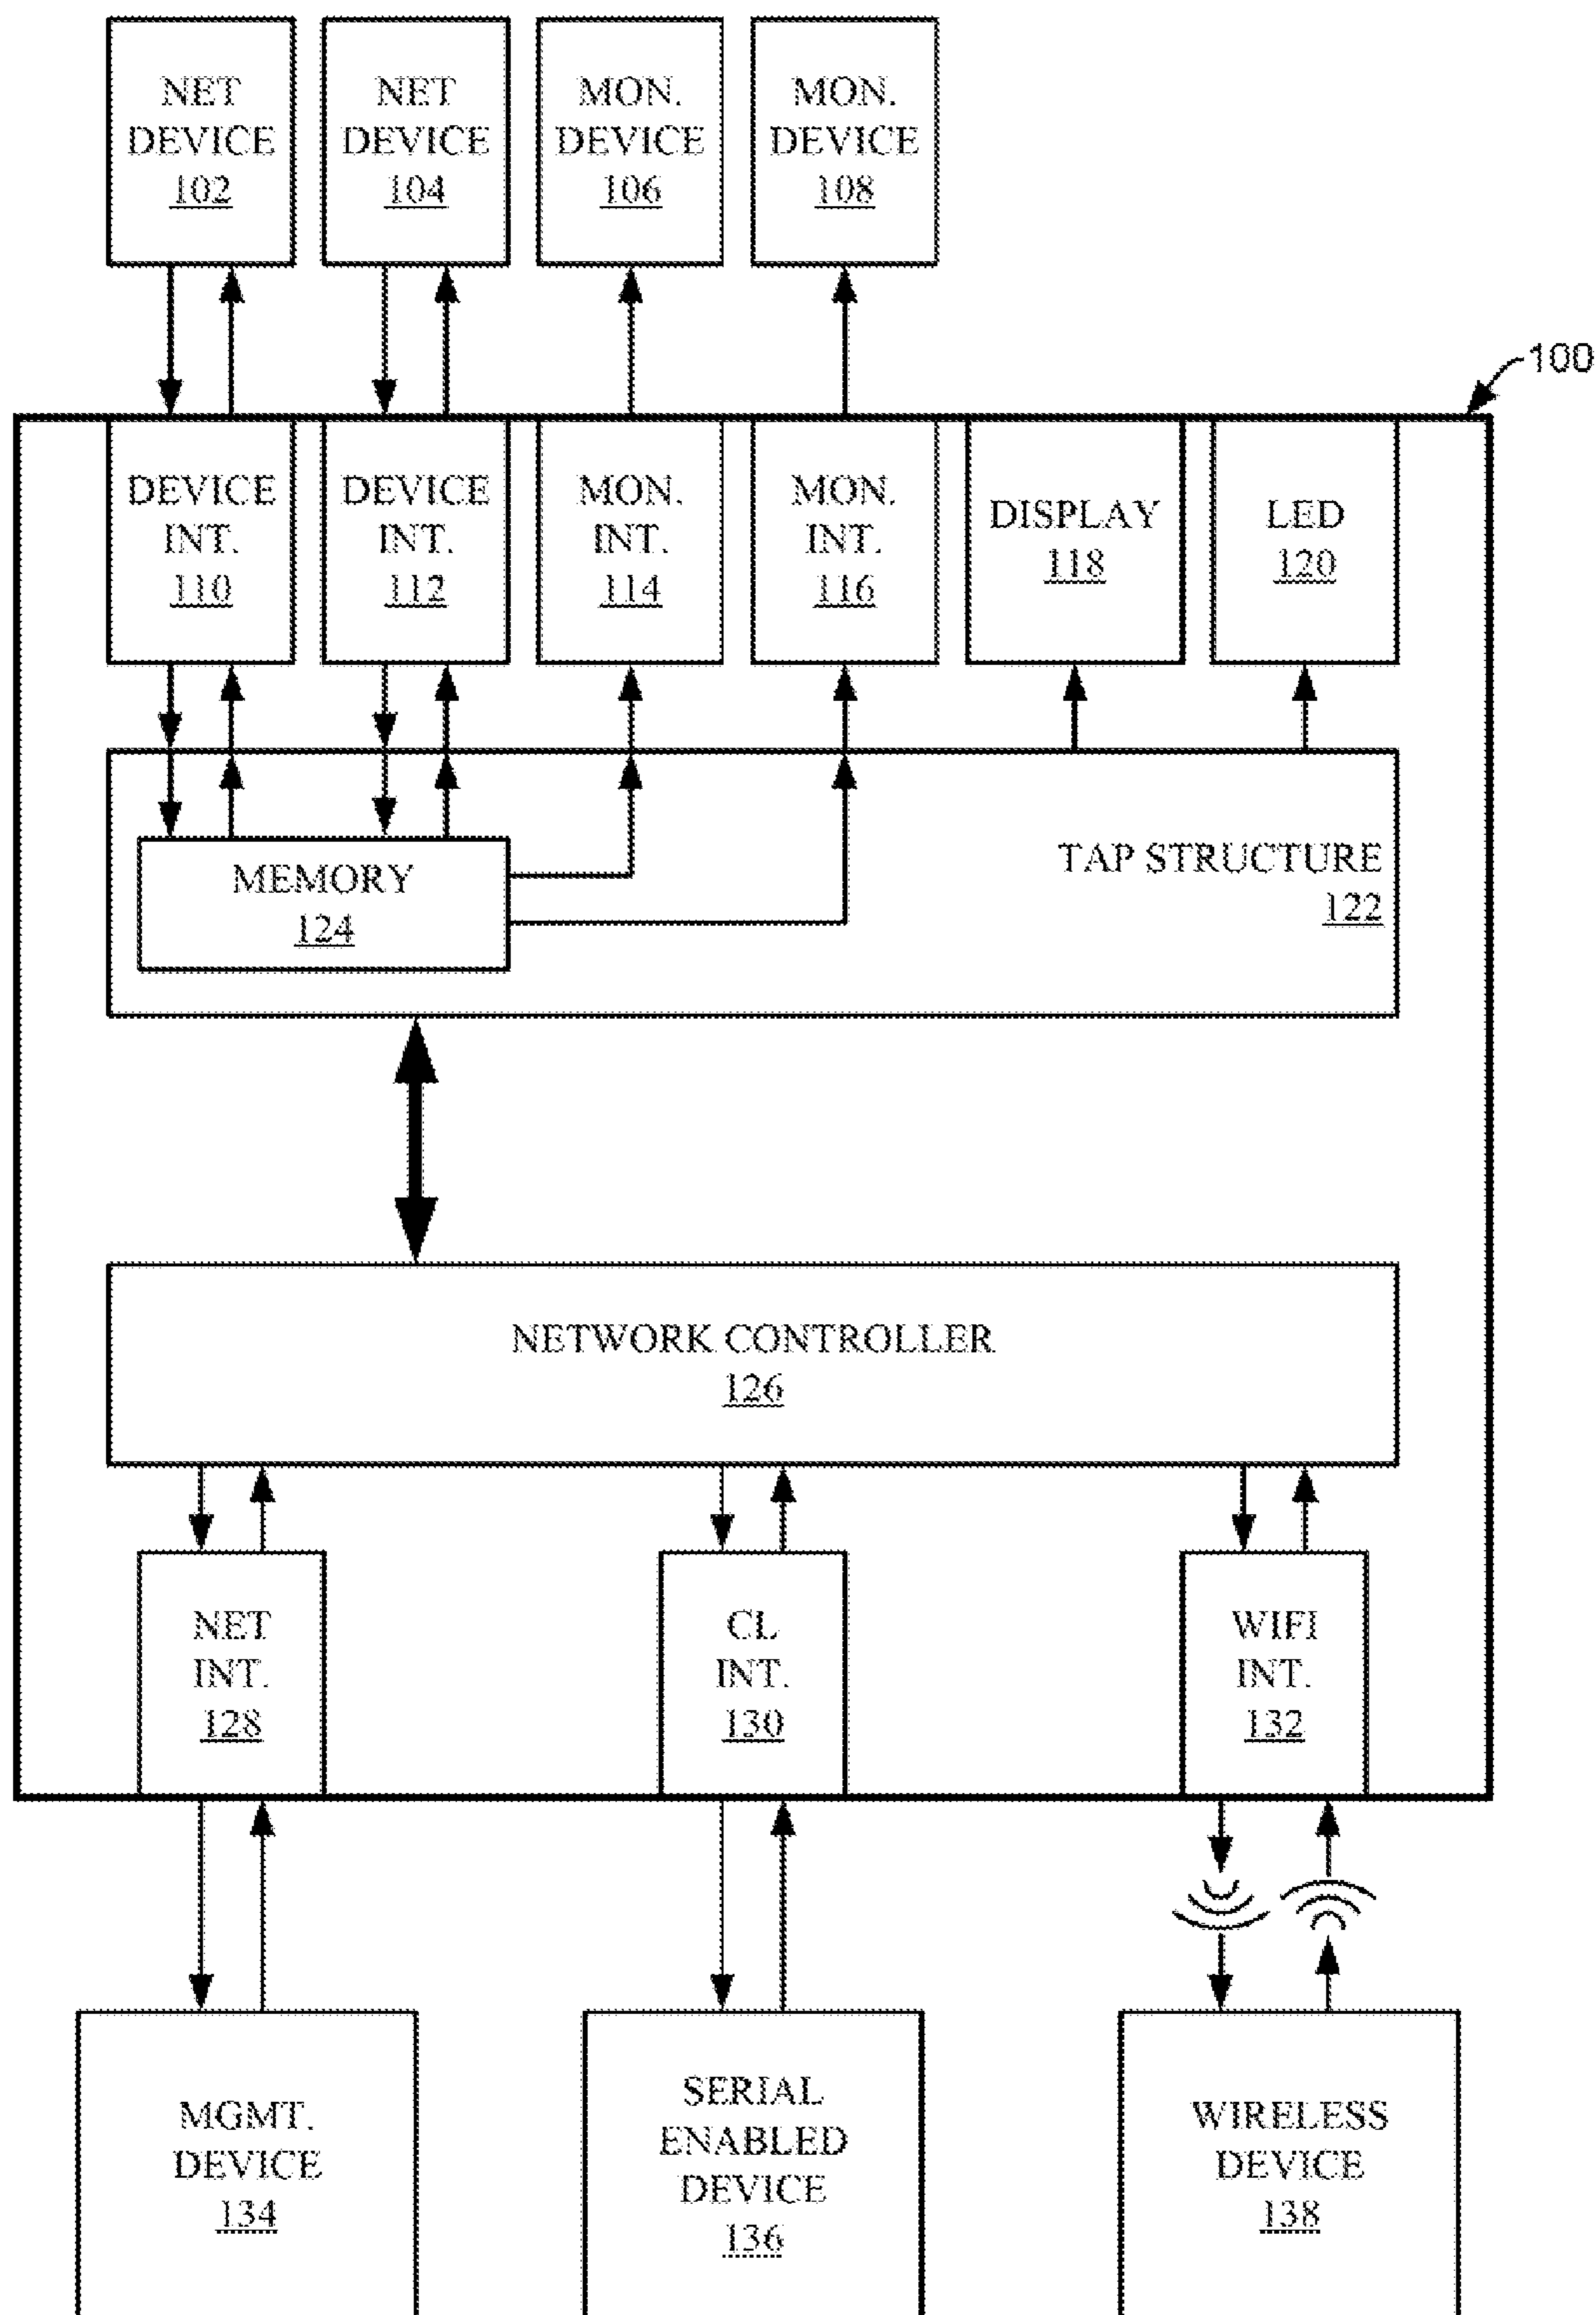 NET
DEVICE
102
NET
DEVICE
104
MON.
DEVICE
106
MON.
DEVICE
108
100
DEVICE
INT.
110
DEVICE
INT.
112
MON.
INT.
114
MON.
INT.
116
DISPLAY
118
LED
120
TAP STRUCTURE
122
MEMORY
124
NETWORK CONTROLLER
126
NET
INT.
128
CL
INT.
130
WIFI
INT.
132
MGMT.
DEVICE
134
SERIAL
ENABLED
DEVICE
136
WIRELESS
DEVICE
138